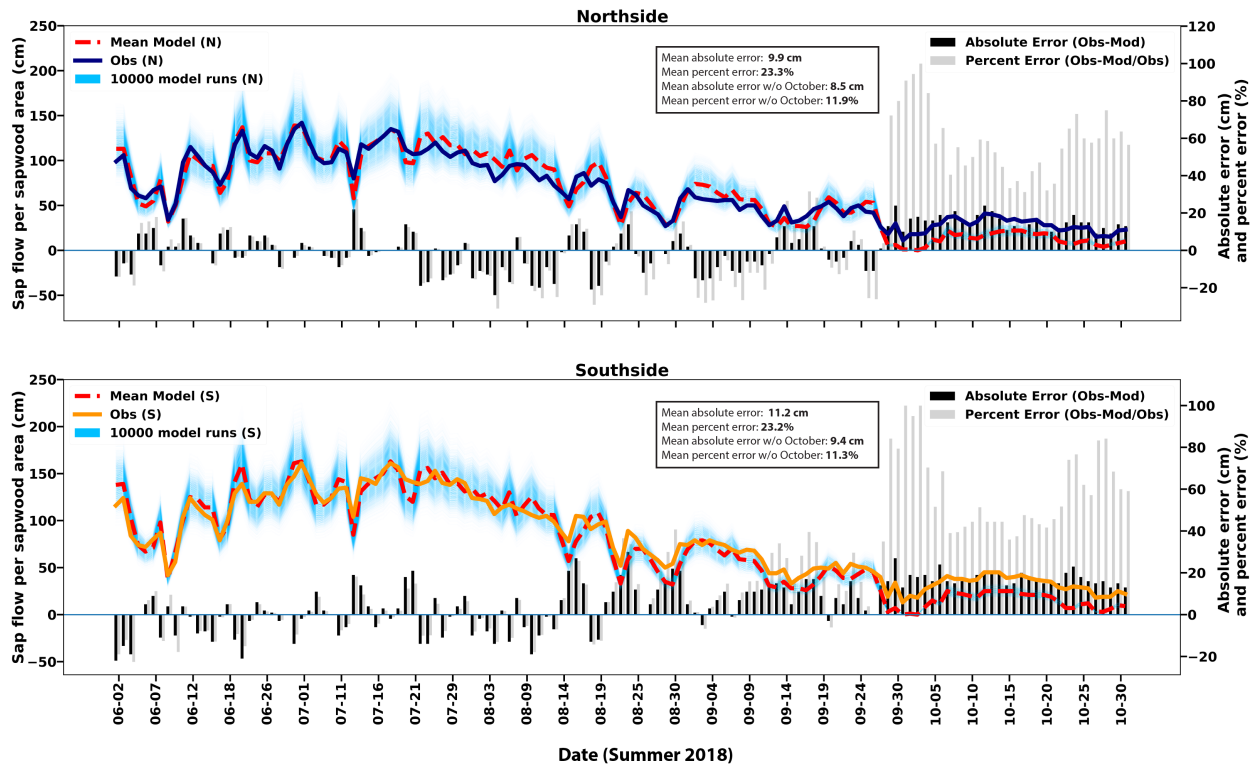 Northside
Sap flow per sapwood area (cm)
250
200
150
100
50
0
−50
Mean Model (N)
Obs (N)
10000 model runs (N)
Mean absolute error: 9.9 cm
Mean percent error: 23.3%
Mean absolute error w/o October: 8.5 cm
Mean percent error w/o October: 11.9%
Absolute Error (Obs-Mod)
Percent Error (Obs-Mod/Obs)
120
100
80
60
40
20
0
−20
Absolute error (cm)
and percent error (%)
Southside
Sap flow per sapwood area (cm)
250
200
150
100
50
0
−50
Mean Model (S)
Obs (S)
10000 model runs (S)
Mean absolute error: 11.2 cm
Mean percent error: 23.2%
Mean absolute error w/o October: 9.4 cm
Mean percent error w/o October: 11.3%
Absolute Error (Obs-Mod)
Percent Error (Obs-Mod/Obs)
100
80
60
40
20
0
−20
Absolute error (cm)
and percent error (%)
06-02
06-07
06-12
06-18
06-26
07-01
07-11
07-16
07-21
07-29
08-03
08-09
08-14
08-19
08-25
08-30
09-04
09-09
09-14
09-19
09-24
09-30
10-05
10-10
10-15
10-20
10-25
10-30
Date (Summer 2018)